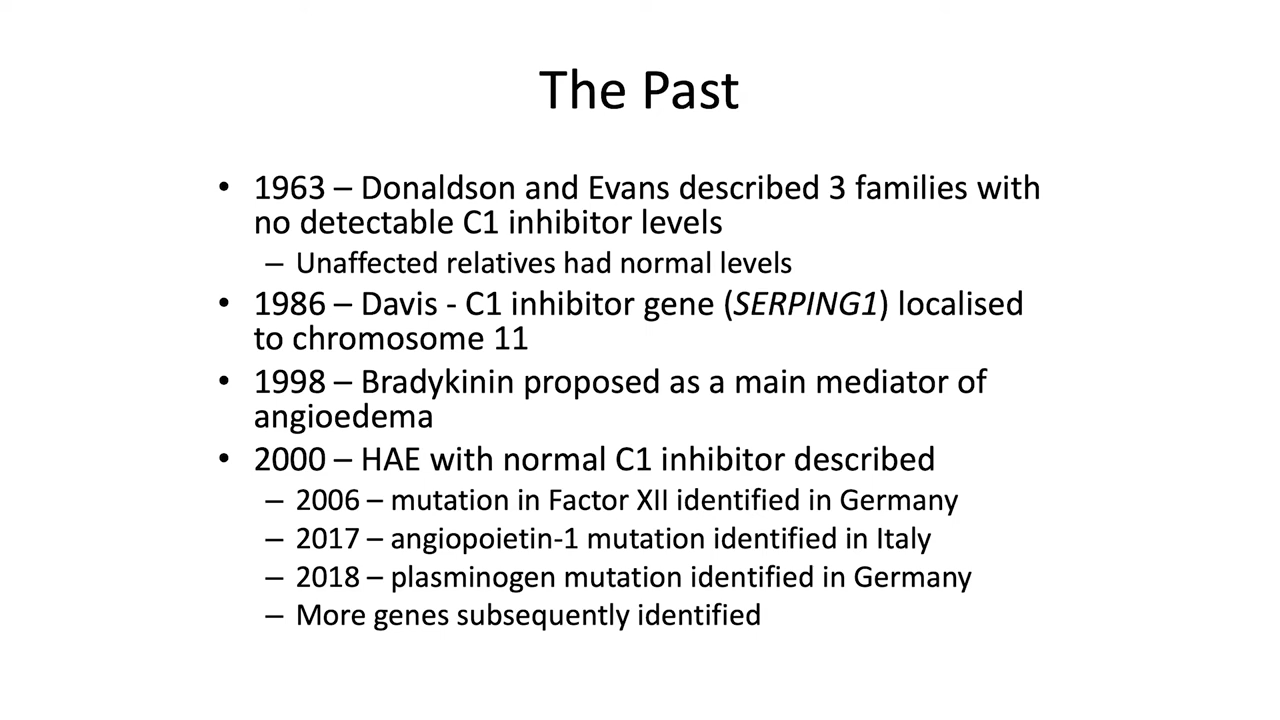 The Past
• 1963 – Donaldson and Evans described 3 families with
no detectable C1 inhibitor levels
– Unaffected relatives had normal levels
• 1986 – Davis - C1 inhibitor gene (SERPING1) localised
to chromosome 11
• 1998 – Bradykinin proposed as a main mediator of
angioedema
• 2000 – HAE with normal C1 inhibitor described
– 2006 – mutation in Factor XII identified in Germany
– 2017 – angiopoietin-1 mutation identified in Italy
– 2018 – plasminogen mutation identified in Germany
– More genes subsequently identified